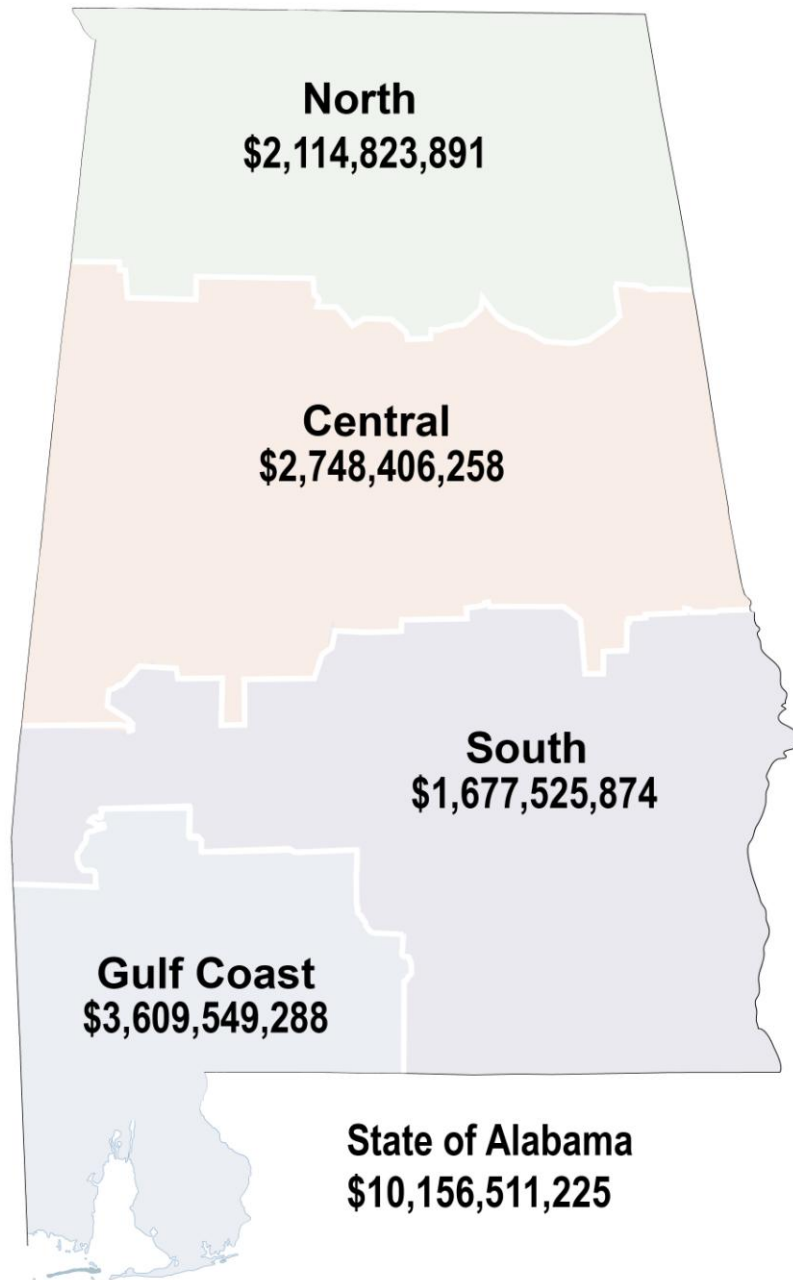 North
$2,114,823,891
Central
$2,748,406,258
South
$1,677,525,874
Gulf Coast
$3,609,549,288
State of Alabama
$10,156,511,225